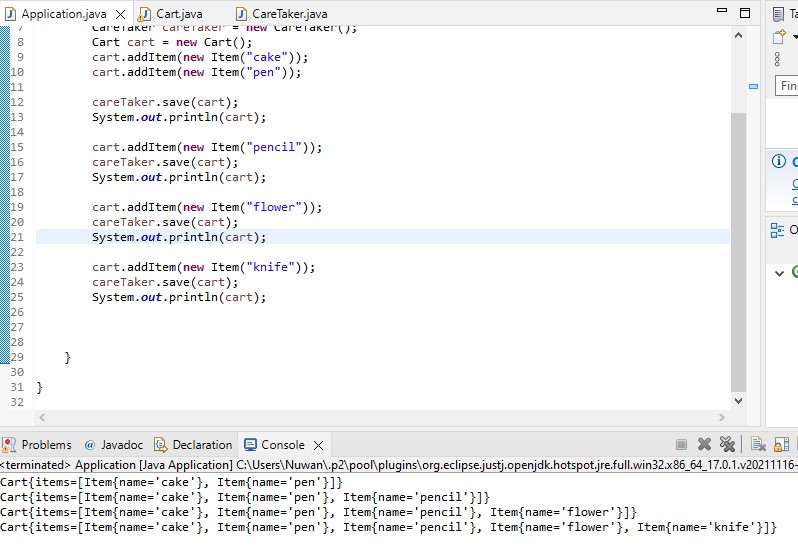 Application.java
Cart.java
CareTaker.java
Ta
7 CareTaker careTaker = new CareTaker();
8 Cart cart = new Cart();
9 cart.addItem(new Item("cake"));
10 cart.addItem(new Item("pen"));
11
12 careTaker.save(cart);
13 System.out.println(cart);
14
15 cart.addItem(new Item("pencil"));
16 careTaker.save(cart);
17 System.out.println(cart);
18
19 cart.addItem(new Item("flower"));
20 careTaker.save(cart);
21 System.out.println(cart);
22
23 cart.addItem(new Item("knife"));
24 careTaker.save(cart);
25 System.out.println(cart);
26
27
28
29 }
30
31 }
32
Fin
O
Problems @ Javadoc Declaration Console
<terminated> Application [Java Application] C:\Users\Nuwan\.p2\pool\plugins\org.eclipse.justj.openjdk.hotspot.jre.full.win32.x86_64_17.0.1.v20211116-
Cart{items=[Item{name='cake'}, Item{name='pen'}]}
Cart{items=[Item{name='cake'}, Item{name='pen'}, Item{name='pencil'}]}
Cart{items=[Item{name='cake'}, Item{name='pen'}, Item{name='pencil'}, Item{name='flower'}]}
Cart{items=[Item{name='cake'}, Item{name='pen'}, Item{name='pencil'}, Item{name='flower'}, Item{name='knife'}]}